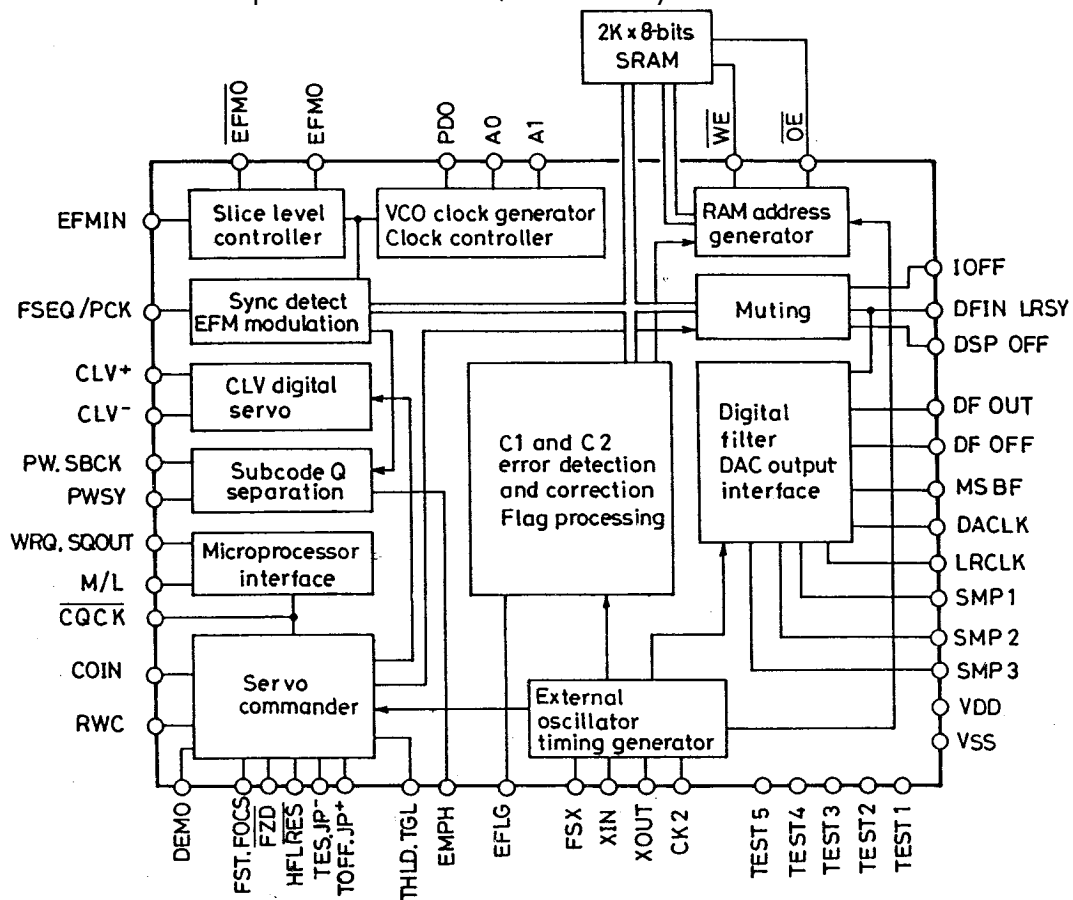 2K x 8-bits
SRAM
EFMO
EFMO
PDO
A0
A1
WE
OE
EFMIN
Slice level
controller
VCO clock generator
Clock controller
RAM address
generator
IOFF
FSEQ/PCK
Sync detect
EFM modulation
Muting
DFIN LRSY
DSP OFF
CLV+
CLV-
CLV digital
servo
C1 and C2
error detection
and correction
Flag processing
Digital
filter
DAC output
interface
DF OUT
DF OFF
PW.SBCK
PWSY
Subcode Q
separation
MSBF
DACLK
WRQ.SQOUT
M/L
Microprocessor
interface
LRCLK
SMP1
CQCK
SMP2
COIN
RWC
Servo
commander
External
oscillator
timing generator
SMP3
VDD
VSS
DEMO
FST.FOCS
FZD
HFLRES
TES.JP-
TOFF.JP+
THLD.TGL
EMPH
EFLG
FSX
XIN
XOUT
CK2
TEST5
TEST4
TEST3
TEST2
TEST1